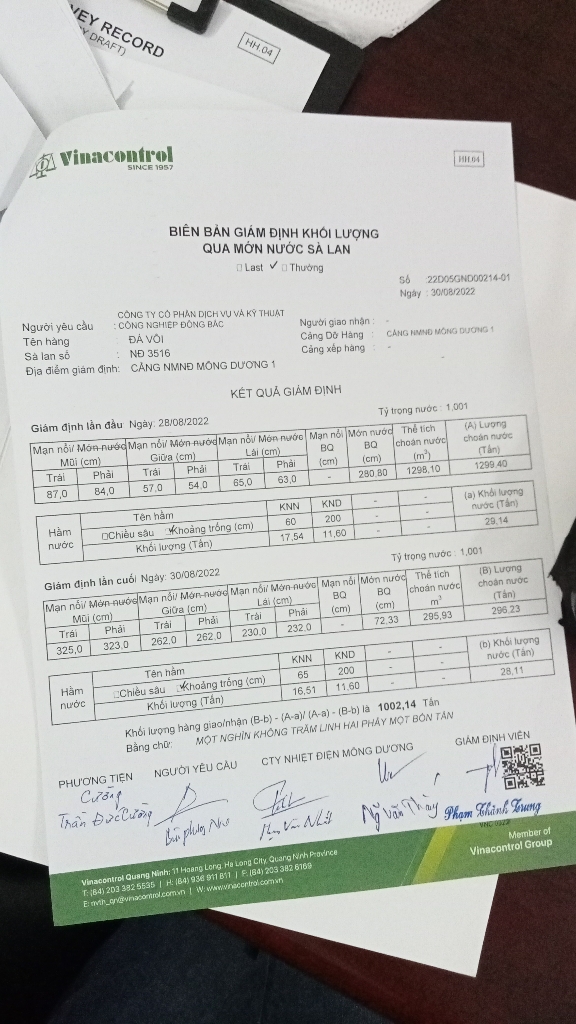 VEY RECORD
Y DRAFT)
HH.04
Vinacontrol
SINCE 1957
HH.04
BIÊN BẢN GIÁM ĐỊNH KHỐI LƯỢNG
QUA MỚN NƯỚC SÀ LAN
Last ✓ Thường
Số : 22D05GND00214-01
Ngày : 30/08/2022
Người yêu cầu : CÔNG TY CỔ PHẦN DỊCH VỤ VÀ KỸ THUẬT CÔNG NGHIỆP ĐÔNG BẮC
Người giao nhận : -
Tên hàng : ĐÁ VÔI
Cảng Dỡ Hàng : CẢNG NMNĐ MÔNG DƯƠNG 1
Sà lan số : NĐ 3516
Cảng xếp hàng : -
Địa điểm giám định: CẢNG NMNĐ MÔNG DƯƠNG 1
KẾT QUẢ GIÁM ĐỊNH
Giám định lần đầu Ngày: 28/08/2022 Tỷ trọng nước : 1,001
Mạn nổi/ Mớn nước Mũi (cm) Mạn nổi/ Mớn nước Giữa (cm) Mạn nổi/ Mớn nước Lái (cm) Mạn nổi BQ (cm) Mớn nước BQ (cm) Thể tích choán nước (m³) (A) Lượng choán nước (Tấn)
Trái Phải Trái Phải Trái Phải
87,0 84,0 57,0 54,0 65,0 63,0 - 280,80 1298,10 1299,40
Hầm nước Tên hầm KNN KND - - (a) Khối lượng nước (Tấn)
Chiều sâu ✓Khoảng trống (cm) 60 200 - -
Khối lượng (Tấn) 17,54 11,60 - - 29,14
Giám định lần cuối Ngày: 30/08/2022 Tỷ trọng nước : 1,001
Mạn nổi/ Mớn nước Mũi (cm) Mạn nổi/ Mớn nước Giữa (cm) Mạn nổi/ Mớn nước Lái (cm) Mạn nổi BQ (cm) Mớn nước BQ (cm) Thể tích choán nước m³ (B) Lượng choán nước (Tấn)
Trái Phải Trái Phải Trái Phải
325,0 323,0 262,0 262,0 230,0 232,0 - 72,33 295,93 296,23
Hầm nước Tên hầm KNN KND - - (b) Khối lượng nước (Tấn)
Chiều sâu ✓Khoảng trống (cm) 65 200 - -
Khối lượng (Tấn) 16,51 11,60 - - 28,11
Khối lượng hàng giao/nhận (B-b) - (A-a)/ (A-a) - (B-b) là 1002,14 Tấn
Bằng chữ: MỘT NGHÌN KHÔNG TRĂM LINH HAI PHẨY MỘT BỐN TẤN
PHƯƠNG TIỆN NGƯỜI YÊU CẦU CTY NHIỆT ĐIỆN MÔNG DƯƠNG GIÁM ĐỊNH VIÊN
Cường
Trần Đức Cường
Phạm Thành Trung
Member of
Vinacontrol Group
Vinacontrol Quang Ninh: 11 Hoang Long, Ha Long City, Quang Ninh Province
T: (84) 203 382 5535 | H: (84) 936 911 811 | F: (84) 203 382 6169
E: nvth_qn@vinacontrol.com.vn | W: www.vinacontrol.com.vn